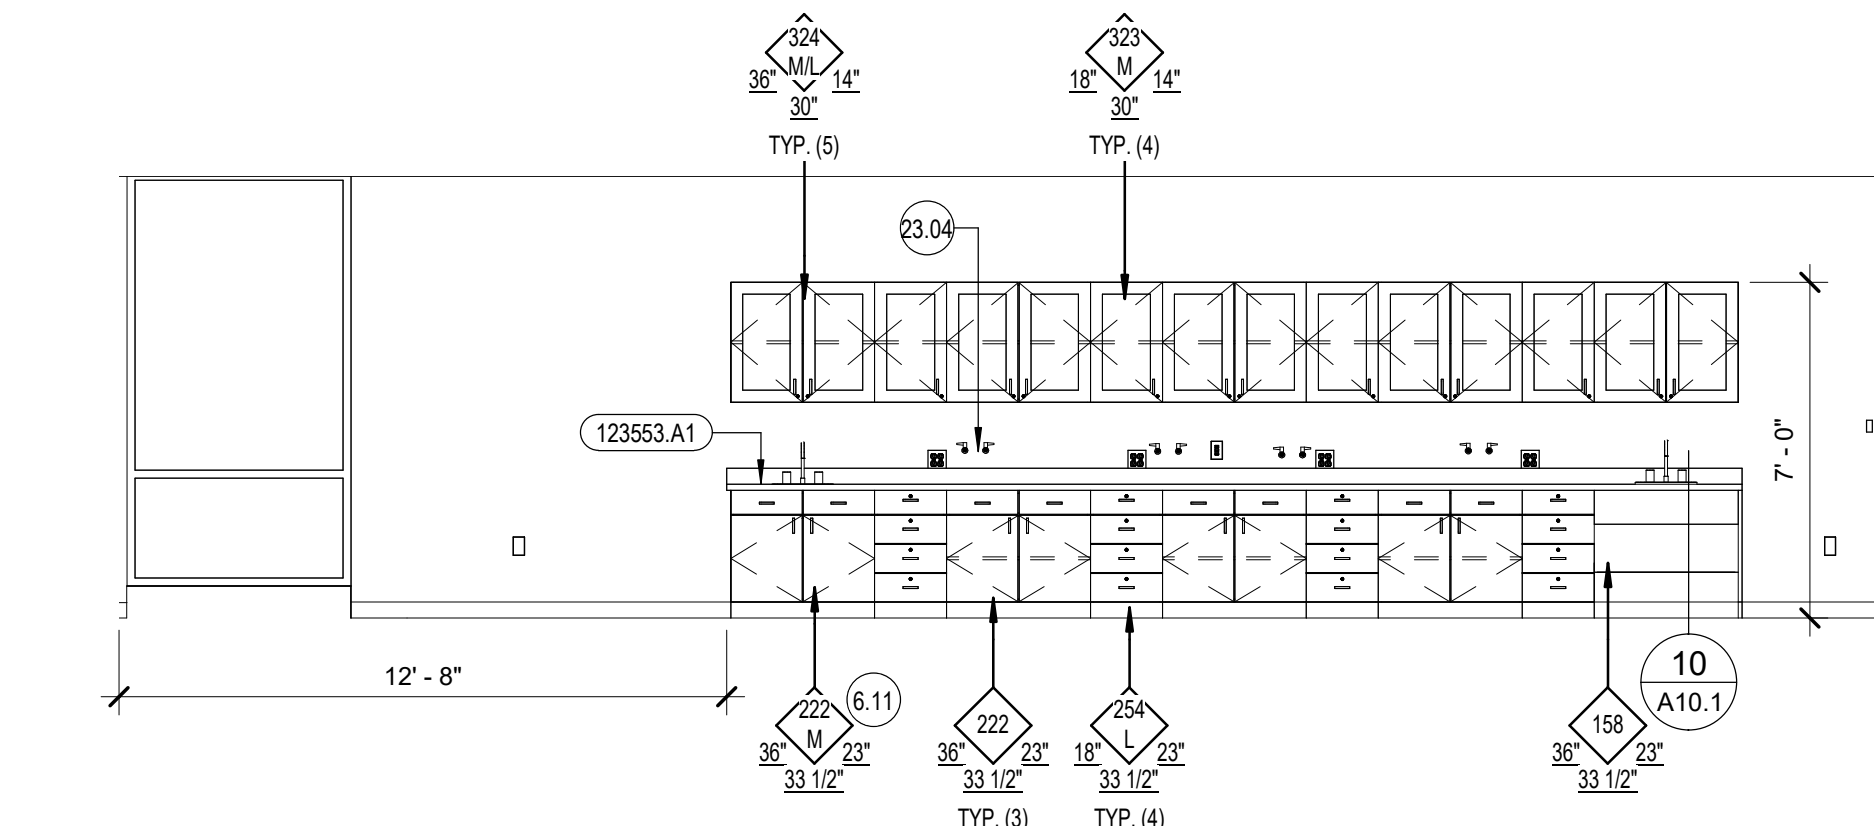 324
M/L
36" 14"
30"
TYP. (5)
323
M
18" 14"
30"
TYP. (4)
23.04
123553.A1
7' - 0"
12' - 8"
222
M
36" 23"
33 1/2"
6.11
222
36" 23"
33 1/2"
TYP. (3)
254
L
18" 23"
33 1/2"
TYP. (4)
158
36" 23"
33 1/2"
10
A10.1